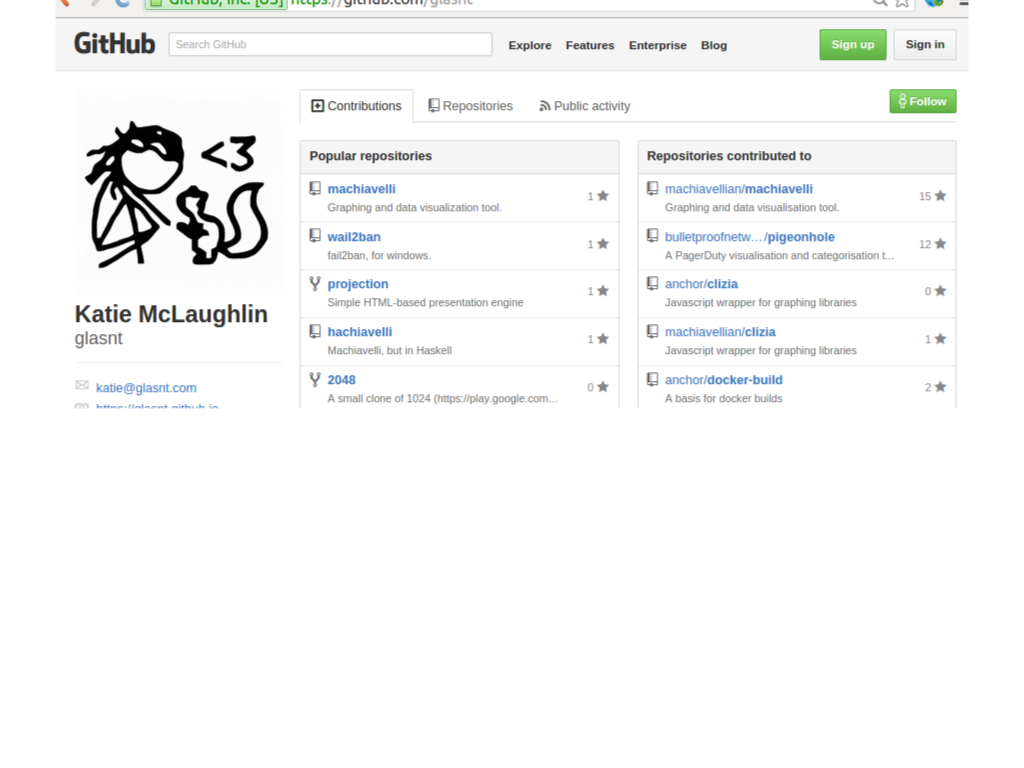 GitHub, Inc. [US] https://github.com/glasnt
GitHub
Search GitHub
Explore Features Enterprise Blog
Sign up Sign in
<3
Katie McLaughlin
glasnt
katie@glasnt.com
https://glasnt.github.io
Contributions Repositories Public activity
Follow
Popular repositories
machiavelli
Graphing and data visualization tool.
1
wail2ban
fail2ban, for windows.
1
projection
Simple HTML-based presentation engine
1
hachiavelli
Machiavelli, but in Haskell
1
2048
A small clone of 1024 (https://play.google.com…
0
Repositories contributed to
machiavellian/machiavelli
Graphing and data visualisation tool.
15
bulletproofnetw… /pigeonhole
A PagerDuty visualisation and categorisation t…
12
anchor/clizia
Javascript wrapper for graphing libraries
0
machiavellian/clizia
Javascript wrapper for graphing libraries
1
anchor/docker-build
A basis for docker builds
2